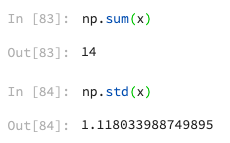 In [83]: np.sum(x)
Out[83]: 14
In [84]: np.std(x)
Out[84]: 1.118033988749895